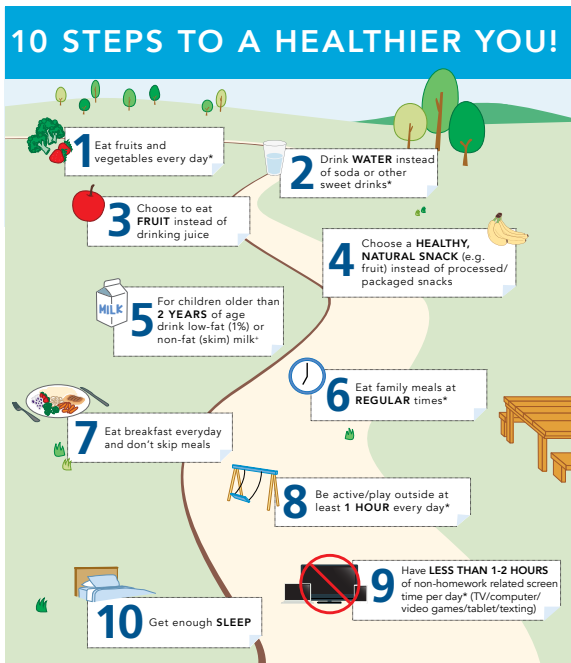 10 STEPS TO A HEALTHIER YOU!
1 Eat fruits and
vegetables every day*
2 Drink WATER instead
of soda or other
sweet drinks*
3 Choose to eat
FRUIT instead of
drinking juice
4 Choose a HEALTHY,
NATURAL SNACK (e.g.
fruit) instead of processed/
packaged snacks
MILK
5 For children older than
2 YEARS of age
drink low-fat (1%) or
non-fat (skim) milk⁺
6 Eat family meals at
REGULAR times*
7 Eat breakfast everyday
and don't skip meals
8 Be active/play outside at
least 1 HOUR every day*
9 Have LESS THAN 1-2 HOURS
of non-homework related screen
time per day* (TV/computer/
video games/tablet/texting)
10 Get enough SLEEP